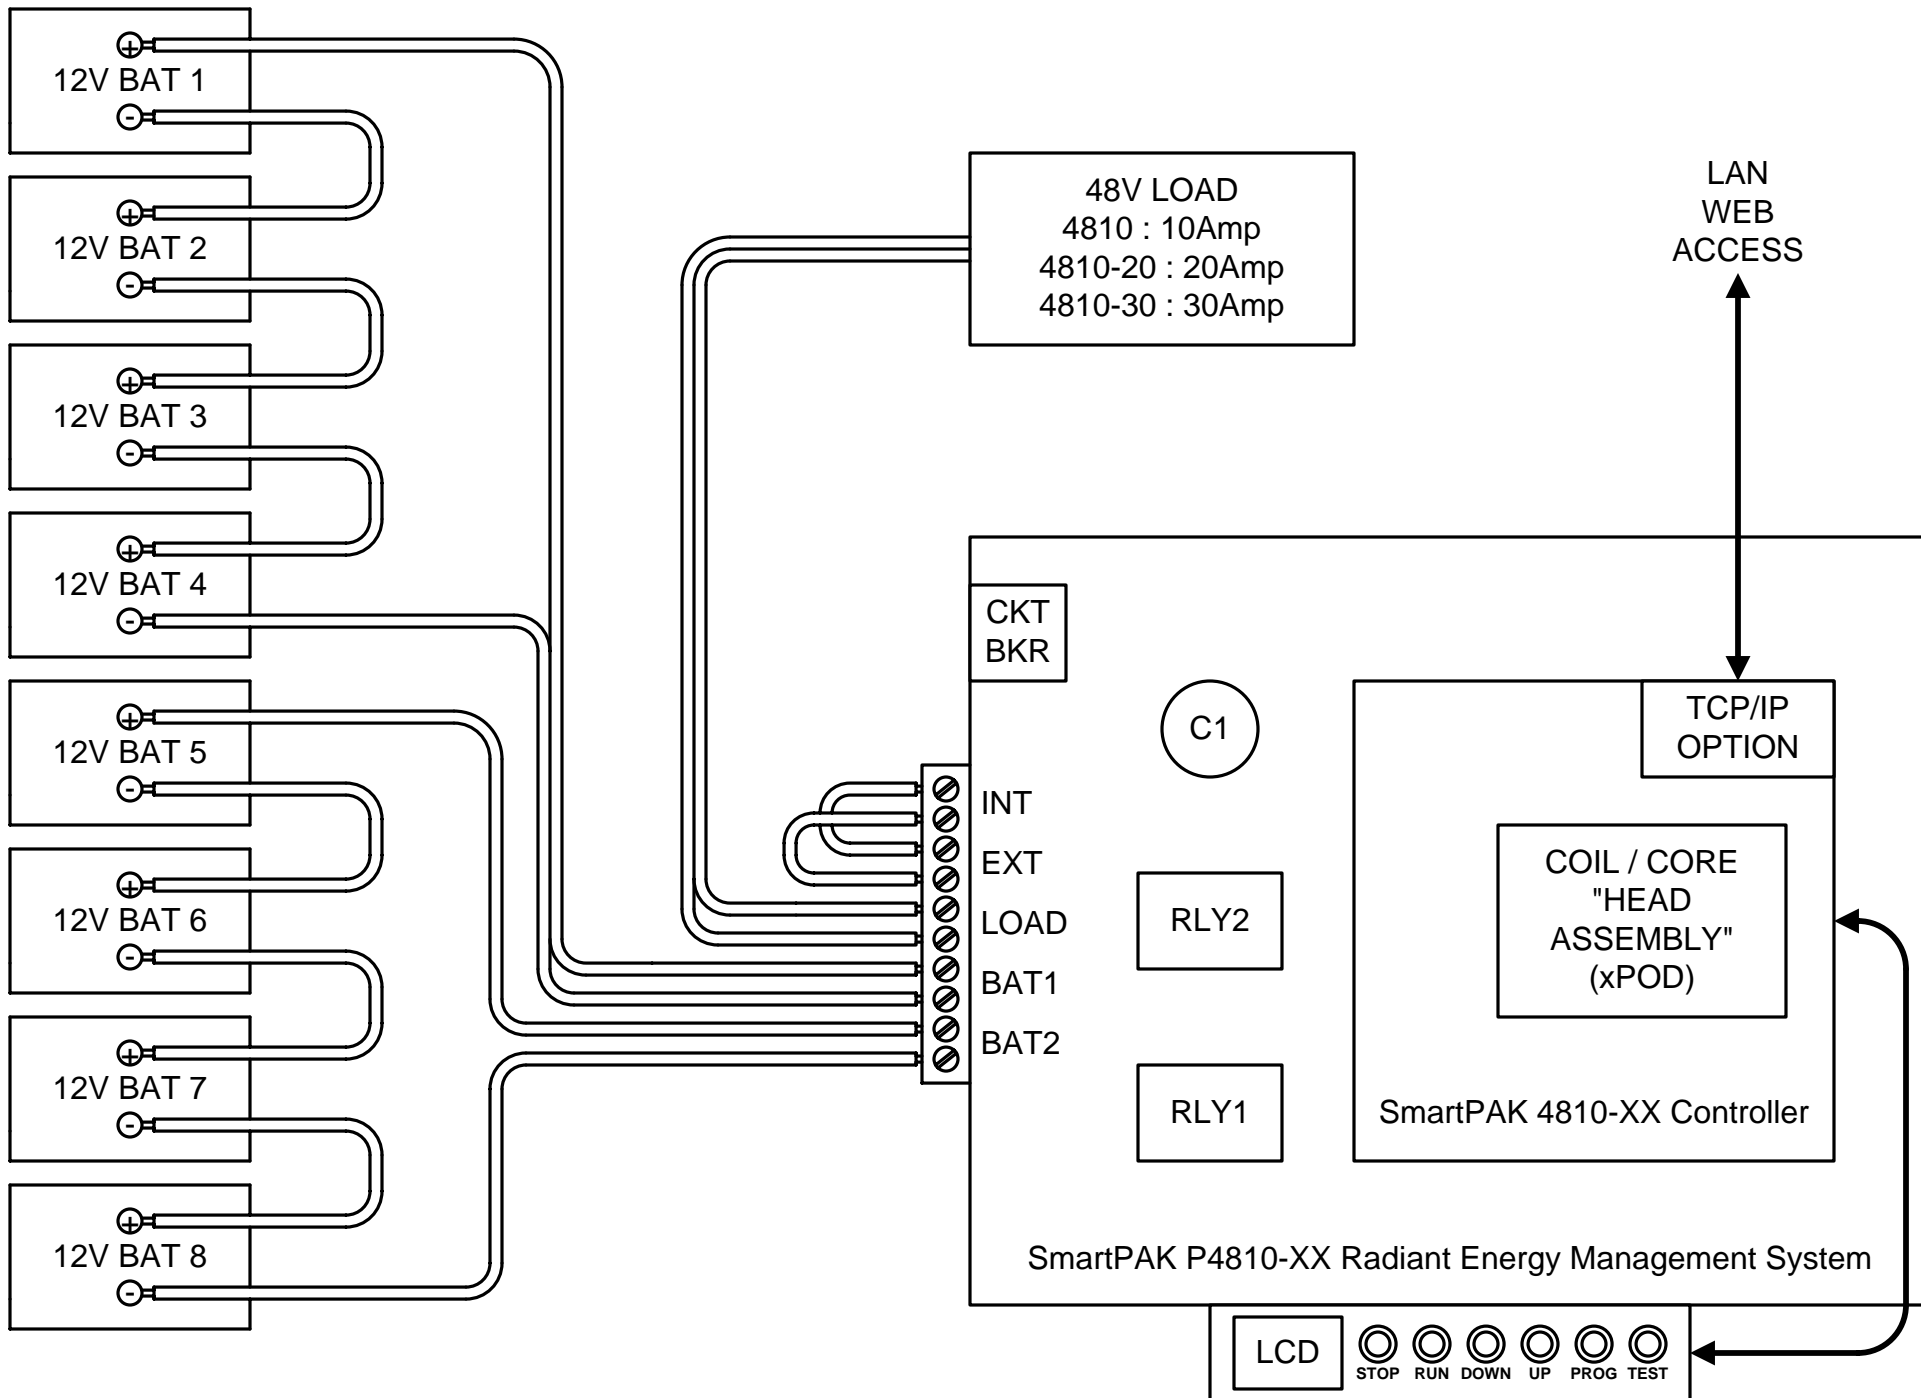 12V BAT 1
12V BAT 2
12V BAT 3
12V BAT 4
12V BAT 5
12V BAT 6
12V BAT 7
12V BAT 8
48V LOAD
4810 : 10Amp
4810-20 : 20Amp
4810-30 : 30Amp
LAN
WEB
ACCESS
CKT
BKR
C1
TCP/IP
OPTION
INT
EXT
LOAD
BAT1
BAT2
RLY2
RLY1
COIL / CORE
"HEAD
ASSEMBLY"
(xPOD)
SmartPAK 4810-XX Controller
SmartPAK P4810-XX Radiant Energy Management System
LCD
STOP RUN DOWN UP PROG TEST